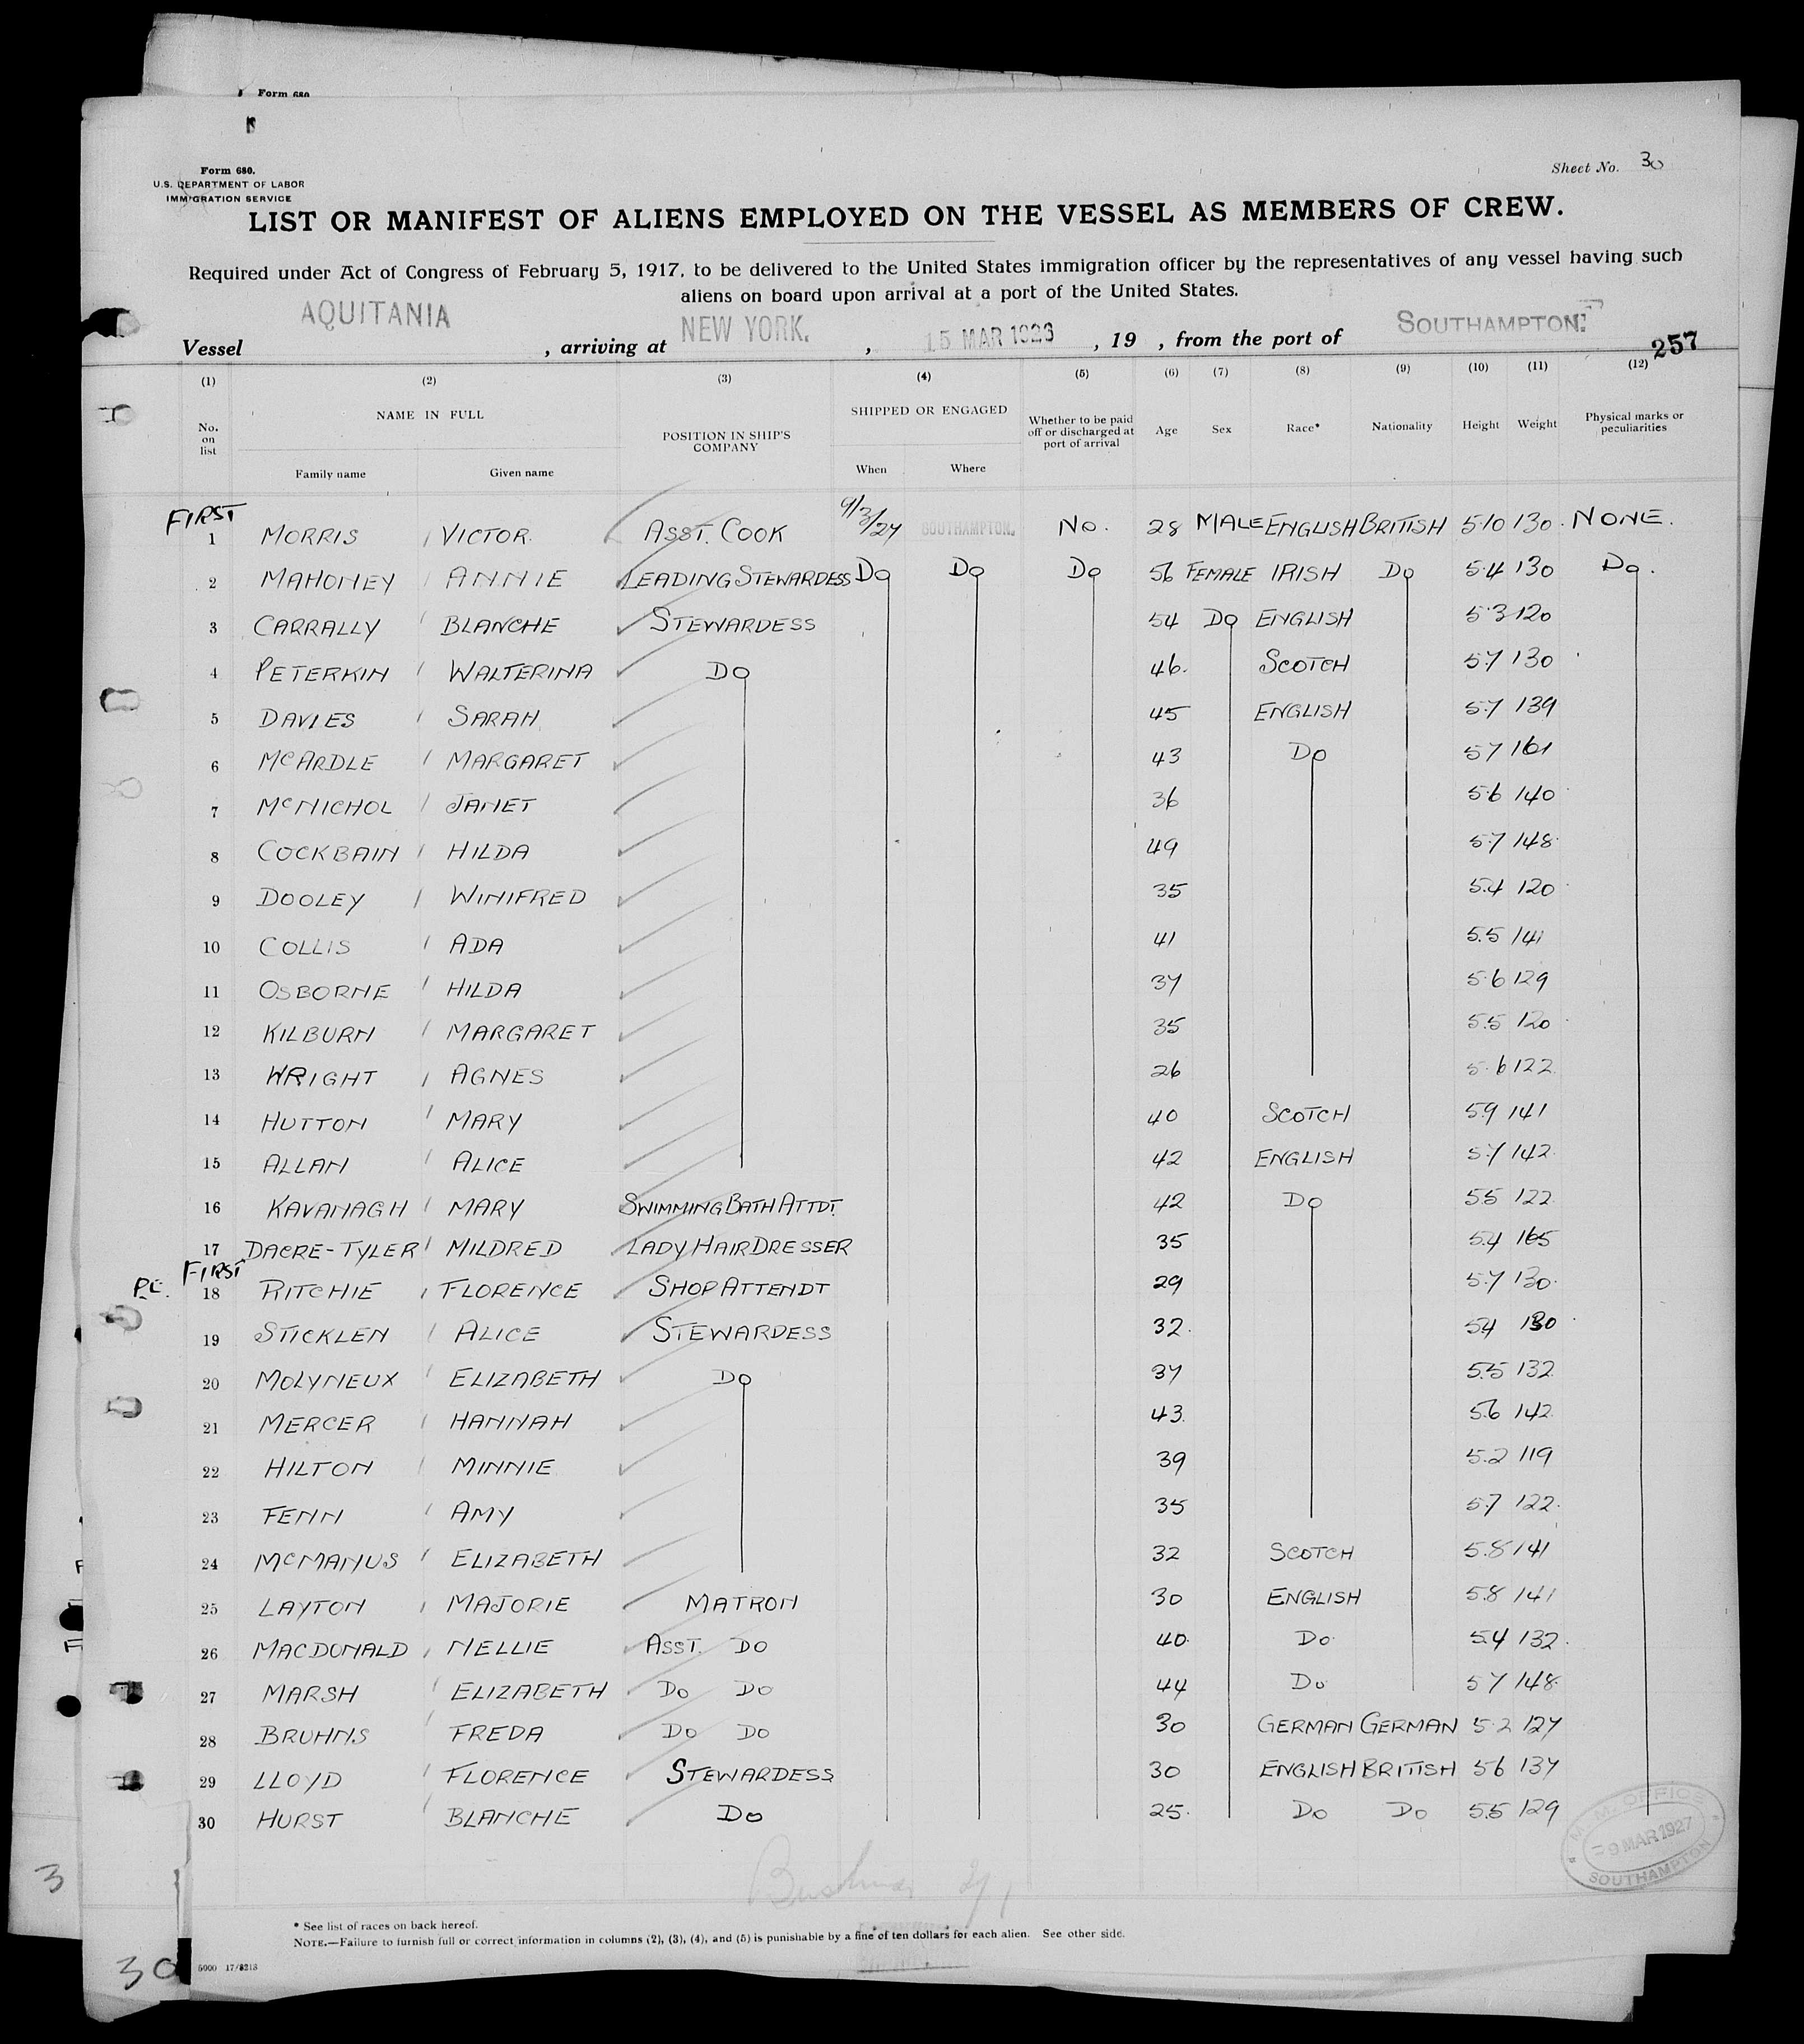 Form 680
Form 680.
U.S. DEPARTMENT OF LABOR
IMMIGRATION SERVICE
Sheet No. 30
LIST OR MANIFEST OF ALIENS EMPLOYED ON THE VESSEL AS MEMBERS OF CREW.
Required under Act of Congress of February 5, 1917, to be delivered to the United States immigration officer by the representatives of any vessel having such
aliens on board upon arrival at a port of the United States.
Vessel AQUITANIA, arriving at NEW YORK., 15 MAR, 19 , from the port of SOUTHAMPTON
257
(1) (2) (3) (4) (5) (6) (7) (8) (9) (10) (11) (12)
No. on list NAME IN FULL POSITION IN SHIP'S COMPANY SHIPPED OR ENGAGED Whether to be paid off or discharged at port of arrival Age Sex Race* Nationality Height Weight Physical marks or peculiarities
Family name Given name When Where
FIRST
1 MORRIS VICTOR ASST. COOK 9/3/27 SOUTHAMPTON. NO. 28 MALE ENGLISH BRITISH 5.10 130. NONE.
2 MAHONEY ANNIE LEADING STEWARDESS DO DO DO 56 FEMALE IRISH DO 5.4 130 DO.
3 CARRALLY BLANCHE STEWARDESS 54 DO ENGLISH 5.3 120
4 PETERKIN WALTERINA DO 46. SCOTCH 5.7 130
5 DAVIES SARAH 45 ENGLISH 5.7 139
6 McARDLE MARGARET 43 DO 5.7 161
7 McNICHOL JANET 36 5.6 140
8 COCKBAIN HILDA 49 5.7 148
9 DOOLEY WINIFRED 35 5.4 120
10 COLLIS ADA 41 5.5 141
11 OSBORNE HILDA 37 5.6 129
12 KILBURN MARGARET 35 5.5 120
13 WRIGHT AGNES 26 5.6 122
14 HUTTON MARY 40 SCOTCH 5.9 141
15 ALLAN ALICE 42 ENGLISH 5.7 142
16 KAVANAGH MARY SWIMMING BATH ATTDT. 42 DO 5.5 122
17 DACRE-TYLER MILDRED LADY HAIR DRESSER 35 5.4 165
P.C. FIRST
18 RITCHIE FLORENCE SHOP ATTENDT 29 5.7 130.
19 STICKLEN ALICE STEWARDESS 32. 5.4 130
20 MOLYNEUX ELIZABETH DO 37 5.5 132
21 MERCER HANNAH 43. 5.6 142
22 HILTON MINNIE 39 5.2 119
23 FENN AMY 35 5.7 122.
24 McMANUS ELIZABETH 32 SCOTCH 5.8 141
25 LAYTON MAJORIE MATRON 30 ENGLISH 5.8 141
26 MACDONALD NELLIE ASST. DO 40. DO 5.4 132.
27 MARSH ELIZABETH DO DO 44 DO 5.7 148
28 BRUHNS FREDA DO DO 30 GERMAN GERMAN 5.2 127
29 LLOYD FLORENCE STEWARDESS 30 ENGLISH BRITISH 5.6 137
30 HURST BLANCHE DO 25. DO DO 5.5 129
M.M. OFFICE
9 MAR 1927
SOUTHAMPTON
3
* See list of races on back hereof.
NOTE.—Failure to furnish full or correct information in columns (2), (3), (4), and (5) is punishable by a fine of ten dollars for each alien. See other side.
30
5000 17/8213